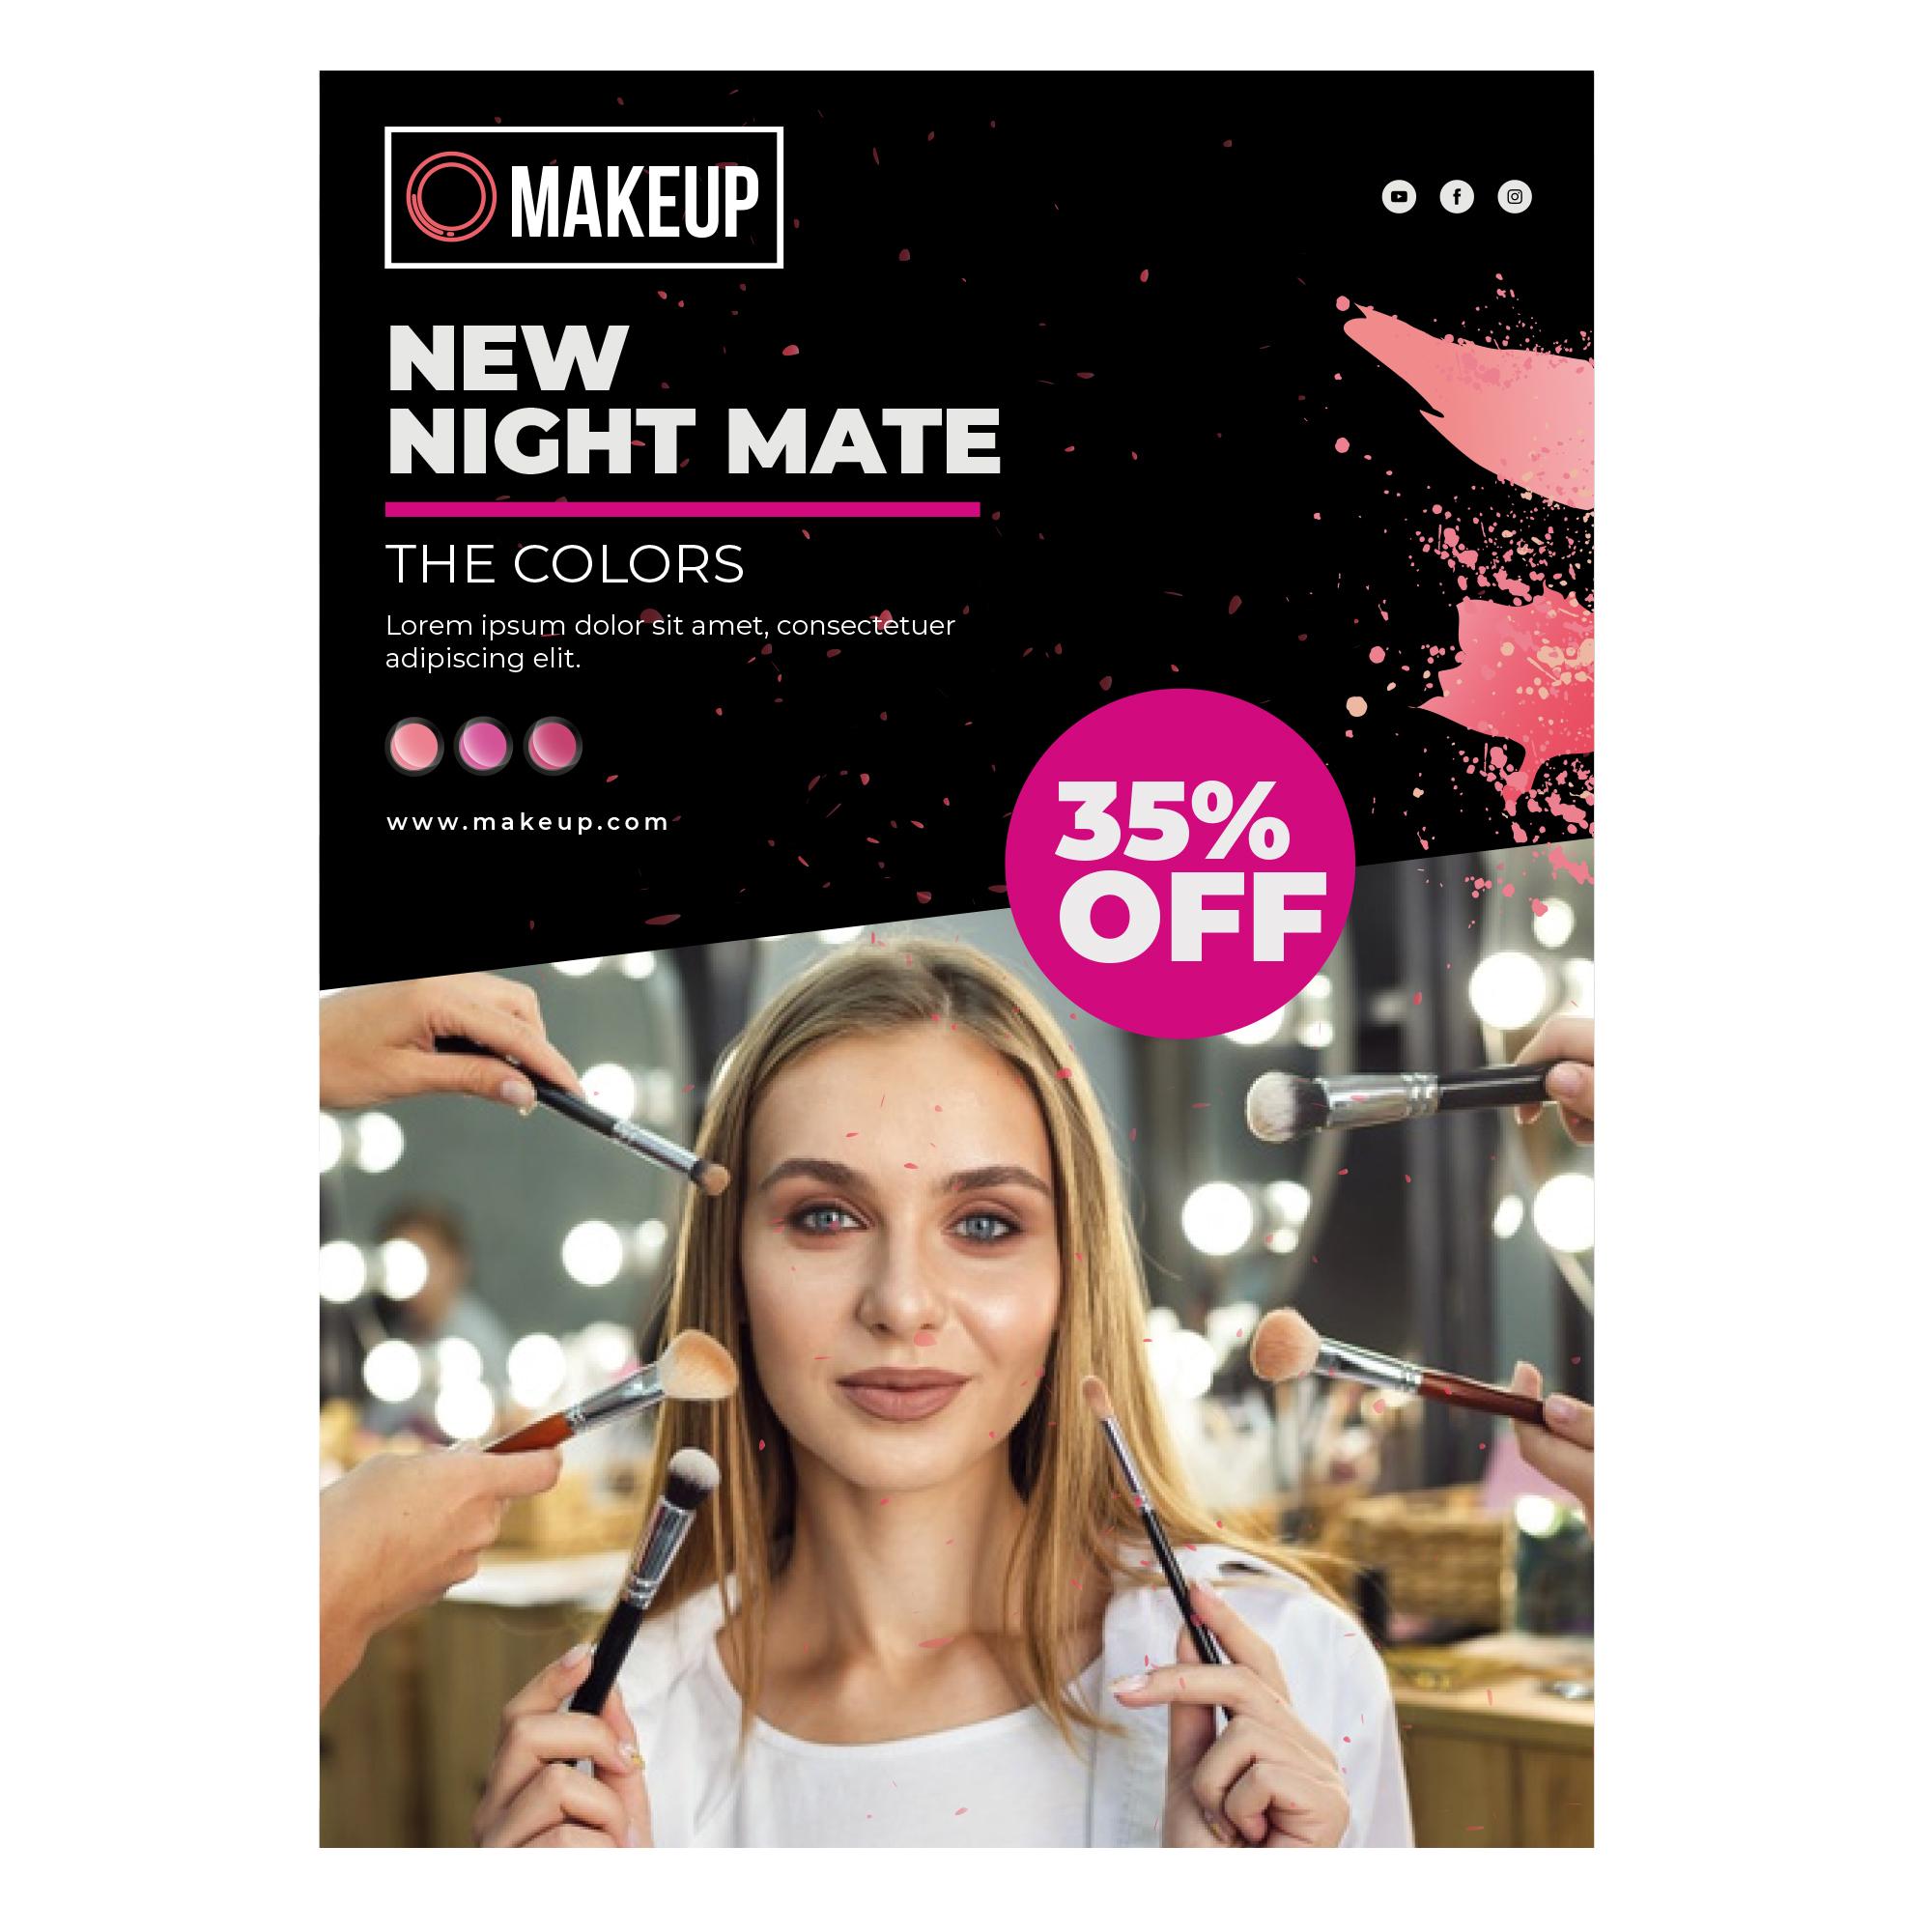 MAKEUP
NEW
NIGHT MATE
THE COLORS
Lorem ipsum dolor sit amet, consectetuer
adipiscing elit.
www.makeup.com
35%
OFF